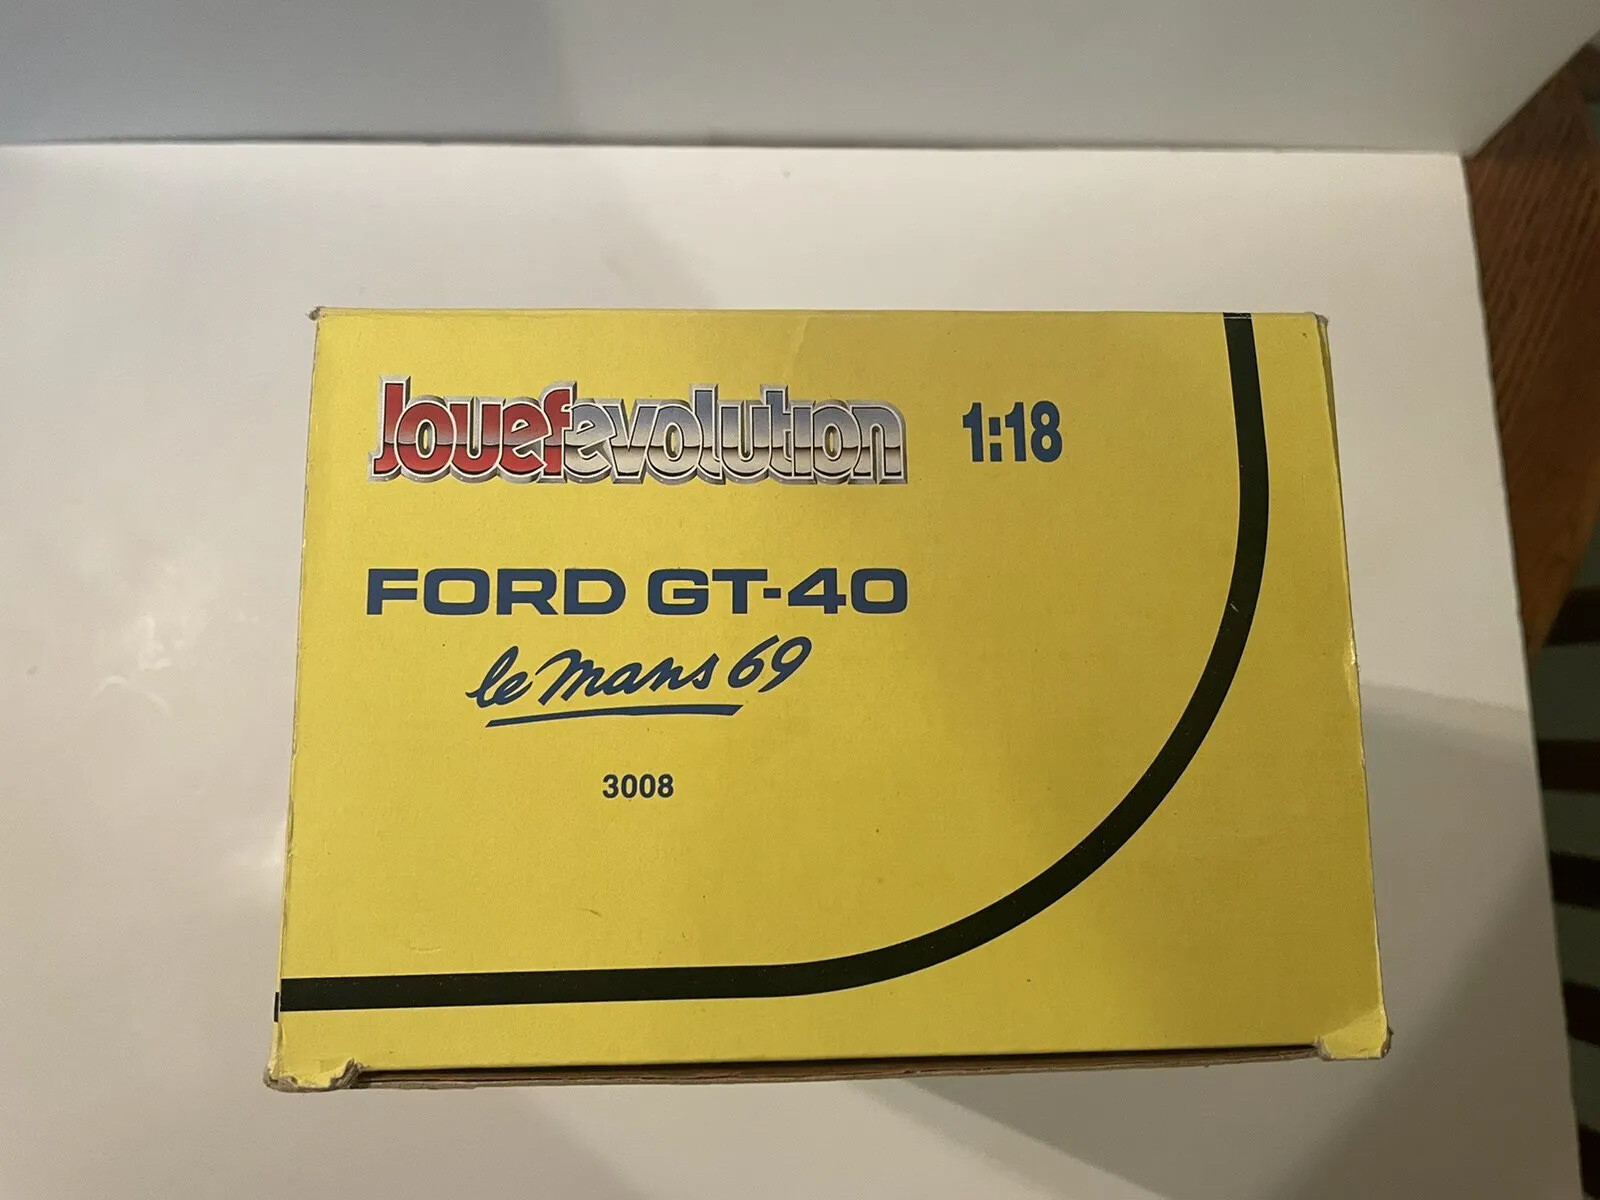 Jouefevolution 1:18
FORD GT-40
le mans 69
3008